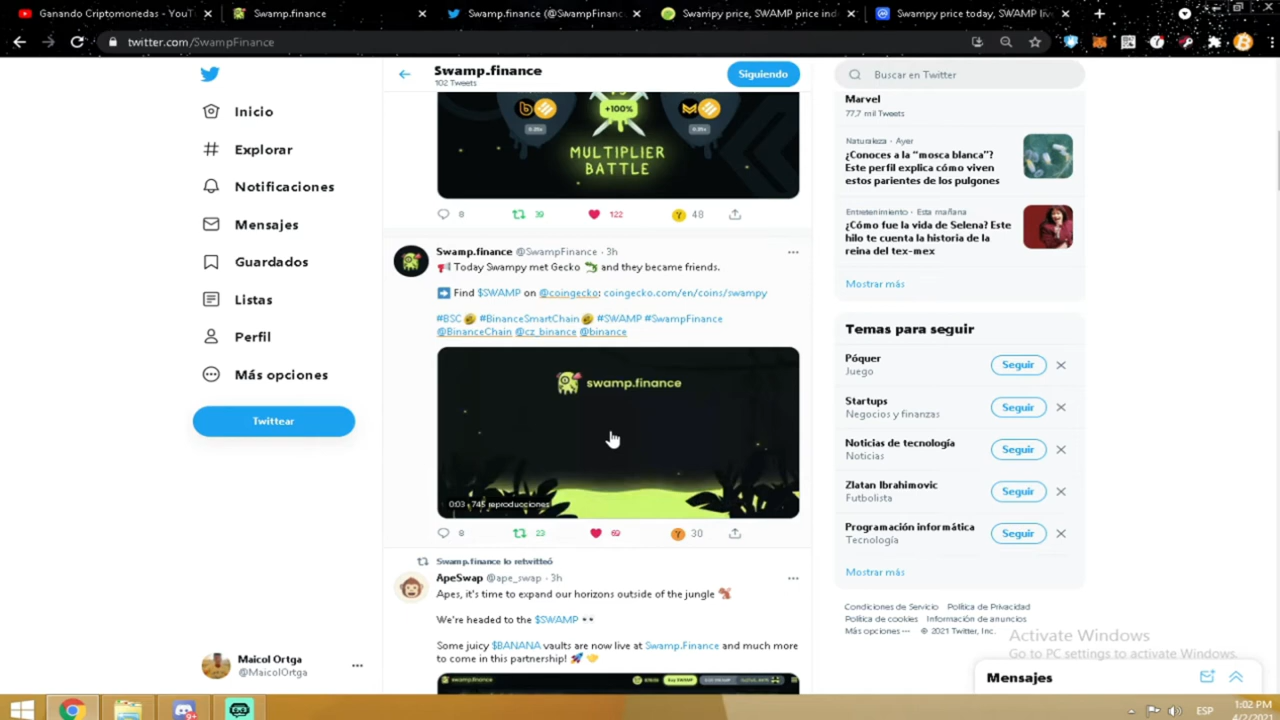 Ganando Criptomonedas - YouT
Swamp.finance
Swamp.finance (@SwampFinanc
Swampy price, SWAMP price ind
Swampy price today, SWAMP liv
twitter.com/SwampFinance
Swamp.finance
102 Tweets
Siguiendo
Buscar en Twitter
Inicio
Explorar
Notificaciones
Mensajes
Guardados
Listas
Perfil
Más opciones
Twittear
Maicol Ortga
@MaicolOrtga
+100%
0.25x
0.25x
MULTIPLIER
BATTLE
8 39 122 48
Swamp.finance @SwampFinance · 3h
Today Swampy met Gecko and they became friends.
Find $SWAMP on @coingecko: coingecko.com/en/coins/swampy
#BSC #BinanceSmartChain #SWAMP #SwampFinance
@BinanceChain @cz_binance @binance
swamp.finance
0:03 · 745 reproducciones
8 23 69 30
Swamp.finance lo retwitteó
ApeSwap @ape_swap · 3h
Apes, it's time to expand our horizons outside of the jungle
We're headed to the $SWAMP
Some juicy $BANANA vaults are now live at Swamp.Finance and much more
to come in this partnership!
swamp.finance
Marvel
77,7 mil Tweets
Naturaleza · Ayer
¿Conoces a la “mosca blanca”?
Este perfil explica cómo viven
estos parientes de los pulgones
Entretenimiento · Esta mañana
¿Cómo fue la vida de Selena? Este
hilo te cuenta la historia de la
reina del tex-mex
Mostrar más
Temas para seguir
Póquer
Juego
Seguir
Startups
Negocios y finanzas
Seguir
Noticias de tecnología
Noticias
Seguir
Zlatan Ibrahimovic
Futbolista
Seguir
Programación informática
Tecnología
Seguir
Mostrar más
Condiciones de Servicio Política de Privacidad
Política de cookies Información de anuncios
Más opciones ··· © 2021 Twitter, Inc.
Activate Windows
Go to PC settings to activate Windows.
Mensajes
ESP
1:02 PM
4/2/2021